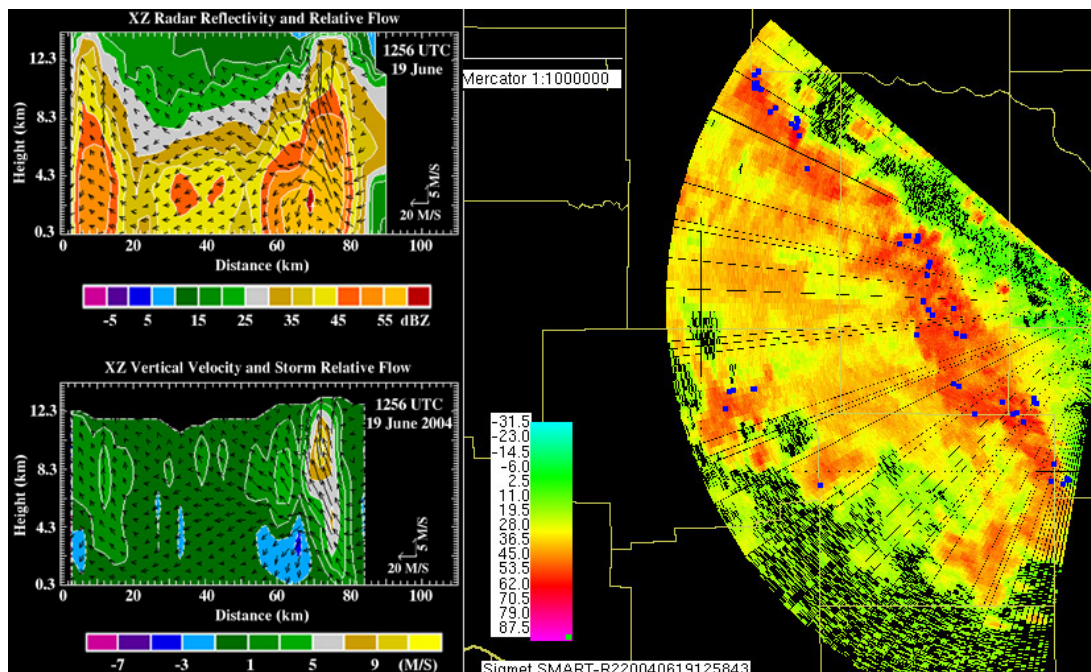 XZ Radar Reflectivity and Relative Flow
1256 UTC
19 June
12.3
8.3
4.3
0.3
Height (km)
5 M/S
20 M/S
0 20 40 60 80 100
Distance (km)
-5 5 15 25 35 45 55 dBZ
XZ Vertical Velocity and Storm Relative Flow
1256 UTC
19 June 2004
12.3
8.3
4.3
0.3
Height (km)
5 M/S
20 M/S
0 20 40 60 80 100
Distance (km)
-7 -3 1 5 9 (M/S)
Mercator 1:1000000
-31.5
-23.0
-14.5
-6.0
2.5
11.0
19.5
28.0
36.5
45.0
53.5
62.0
70.5
79.0
87.5
Sigmet SMART-R220040619125843